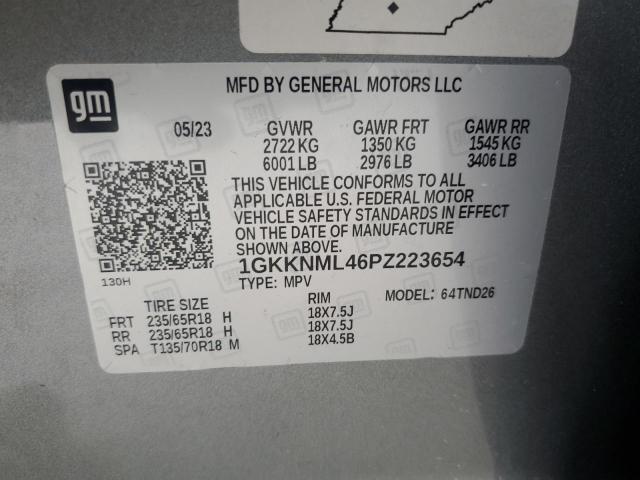 gm
MFD BY GENERAL MOTORS LLC
05/23 GVWR GAWR FRT GAWR RR
2722 KG 1350 KG 1545 KG
6001 LB 2976 LB 3406 LB
THIS VEHICLE CONFORMS TO ALL
APPLICABLE U.S. FEDERAL MOTOR
VEHICLE SAFETY STANDARDS IN EFFECT
ON THE DATE OF MANUFACTURE
SHOWN ABOVE.
1GKKNML46PZ223654
130H
TYPE: MPV MODEL: 64TND26
TIRE SIZE RIM
FRT 235/65R18 H 18X7.5J
RR 235/65R18 H 18X7.5J
SPA T135/70R18 M 18X4.5B